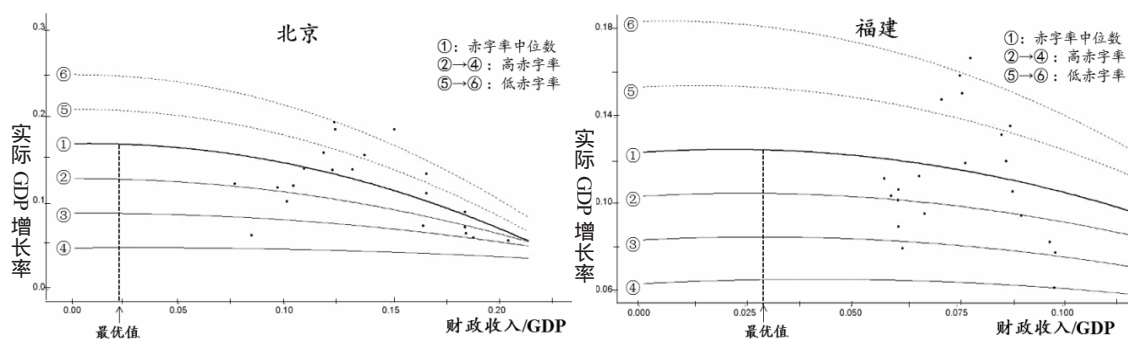 北京
①：赤字率中位数
②→④：高赤字率
⑤→⑥：低赤字率
实际 GDP 增长率
0.3
0.2
0.1
0.0
⑥
⑤
①
②
③
④
0.00
0.05
0.10
0.15
0.20
最优值
财政收入/GDP
福建
①：赤字率中位数
②→④：高赤字率
⑤→⑥：低赤字率
实际 GDP 增长率
0.18
0.14
0.10
0.06
⑥
⑤
①
②
③
④
0.000
0.025
0.050
0.075
0.100
最优值
财政收入/GDP